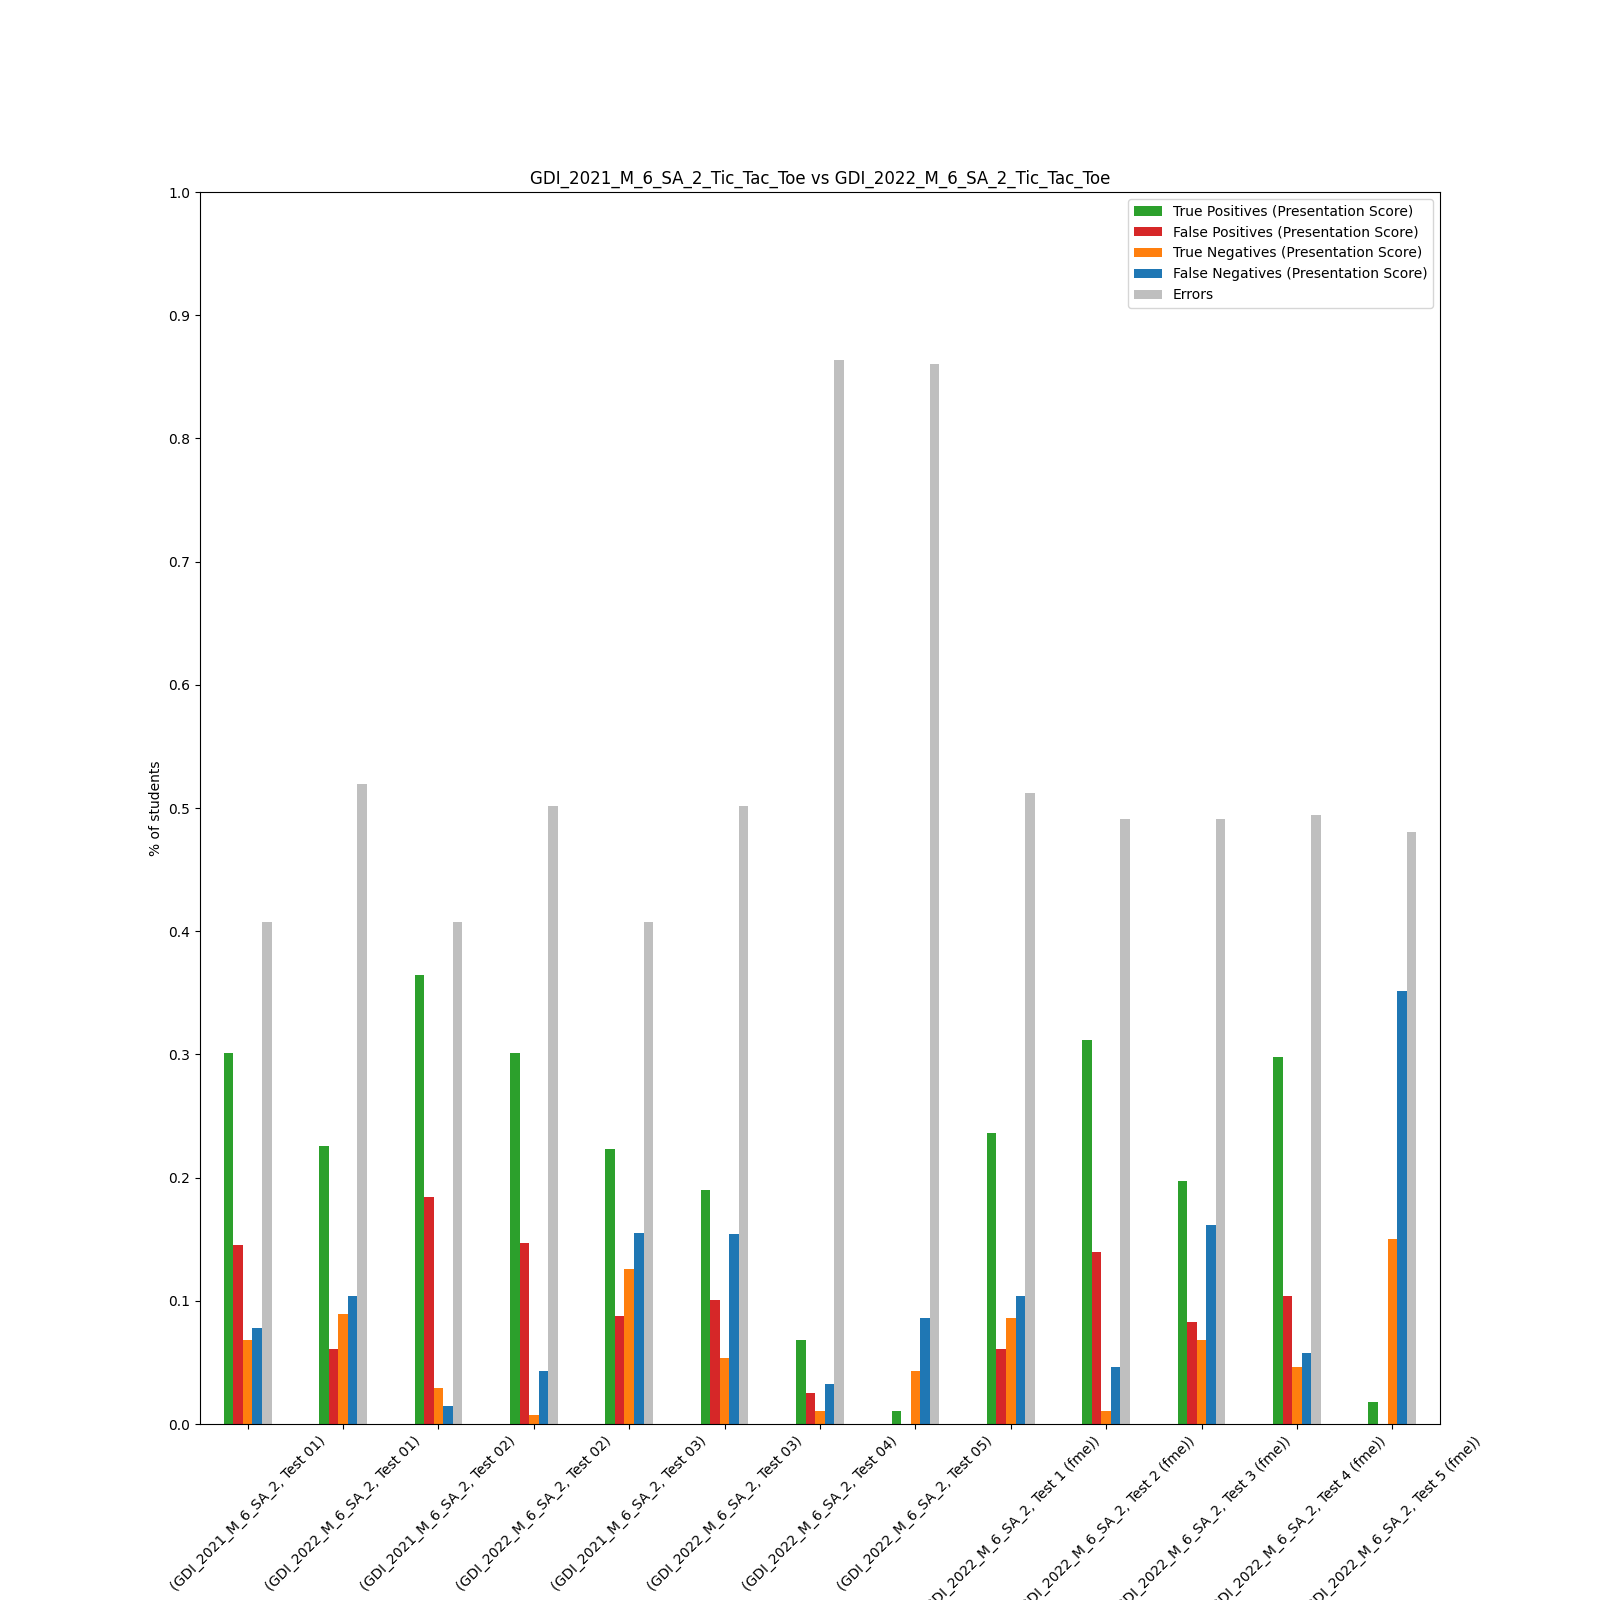 GDI_2021_M_6_SA_2_Tic_Tac_Toe vs GDI_2022_M_6_SA_2_Tic_Tac_Toe
True Positives (Presentation Score)
False Positives (Presentation Score)
True Negatives (Presentation Score)
False Negatives (Presentation Score)
Errors
% of students
1.0
0.9
0.8
0.7
0.6
0.5
0.4
0.3
0.2
0.1
0.0
(GDI_2021_M_6_SA_2, Test 01)
(GDI_2022_M_6_SA_2, Test 01)
(GDI_2021_M_6_SA_2, Test 02)
(GDI_2022_M_6_SA_2, Test 02)
(GDI_2021_M_6_SA_2, Test 03)
(GDI_2022_M_6_SA_2, Test 03)
(GDI_2022_M_6_SA_2, Test 04)
(GDI_2022_M_6_SA_2, Test 05)
GDI_2022_M_6_SA_2, Test 1 (fme))
GDI_2022_M_6_SA_2, Test 2 (fme))
GDI_2022_M_6_SA_2, Test 3 (fme))
GDI_2022_M_6_SA_2, Test 4 (fme))
GDI_2022_M_6_SA_2, Test 5 (fme))